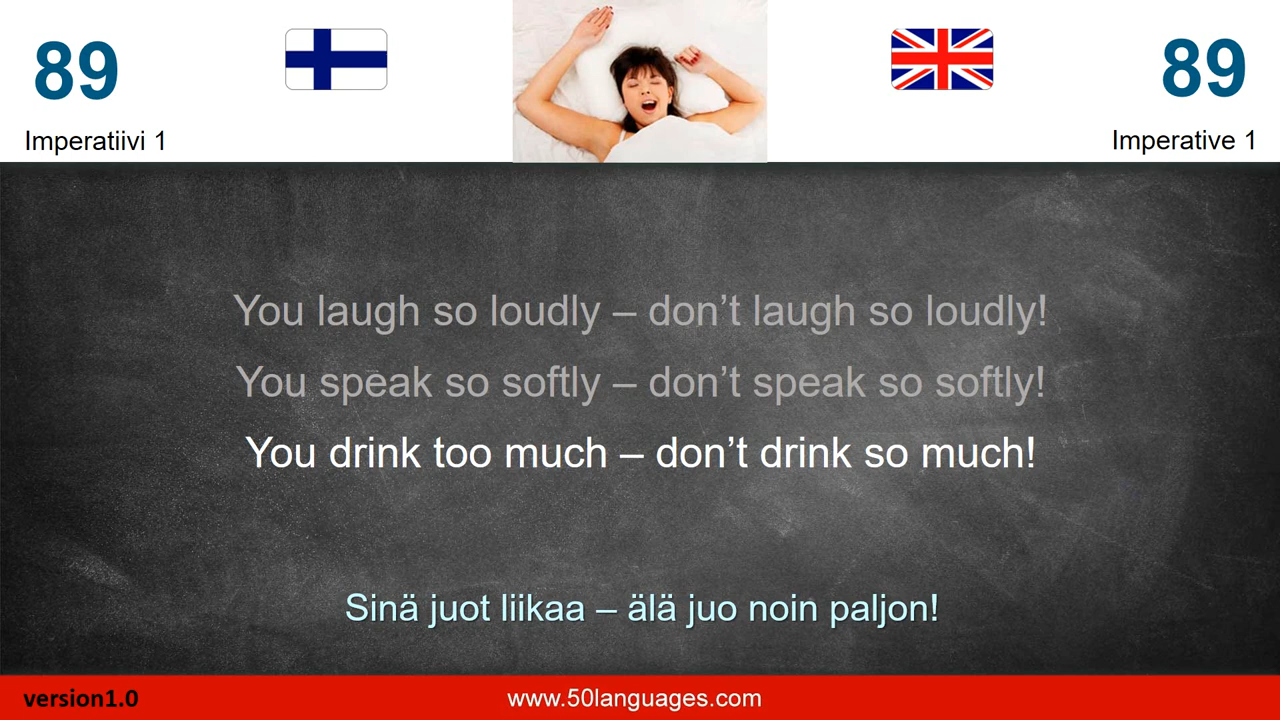 89
89
Imperatiivi 1
Imperative 1
You laugh so loudly – don’t laugh so loudly!
You speak so softly – don’t speak so softly!
You drink too much – don’t drink so much!
Sinä juot liikaa – älä juo noin paljon!
version1.0
www.50languages.com